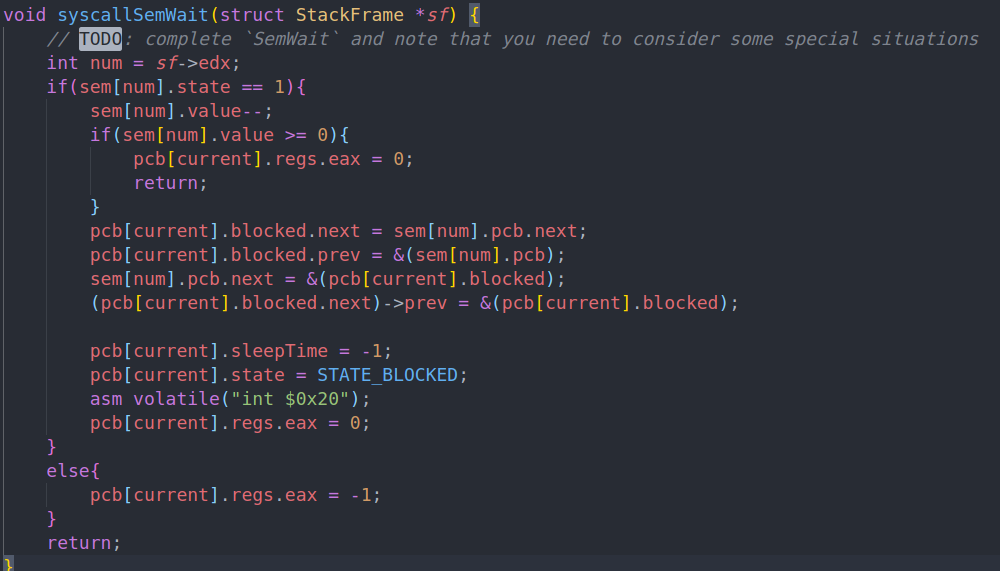 void syscallSemWait(struct StackFrame *sf) {
    // TODO: complete `SemWait` and note that you need to consider some special situations
    int num = sf->edx;
    if(sem[num].state == 1){
        sem[num].value--;
        if(sem[num].value >= 0){
            pcb[current].regs.eax = 0;
            return;
        }
        pcb[current].blocked.next = sem[num].pcb.next;
        pcb[current].blocked.prev = &(sem[num].pcb);
        sem[num].pcb.next = &(pcb[current].blocked);
        (pcb[current].blocked.next)->prev = &(pcb[current].blocked);

        pcb[current].sleepTime = -1;
        pcb[current].state = STATE_BLOCKED;
        asm volatile("int $0x20");
        pcb[current].regs.eax = 0;
    }
    else{
        pcb[current].regs.eax = -1;
    }
    return;
}